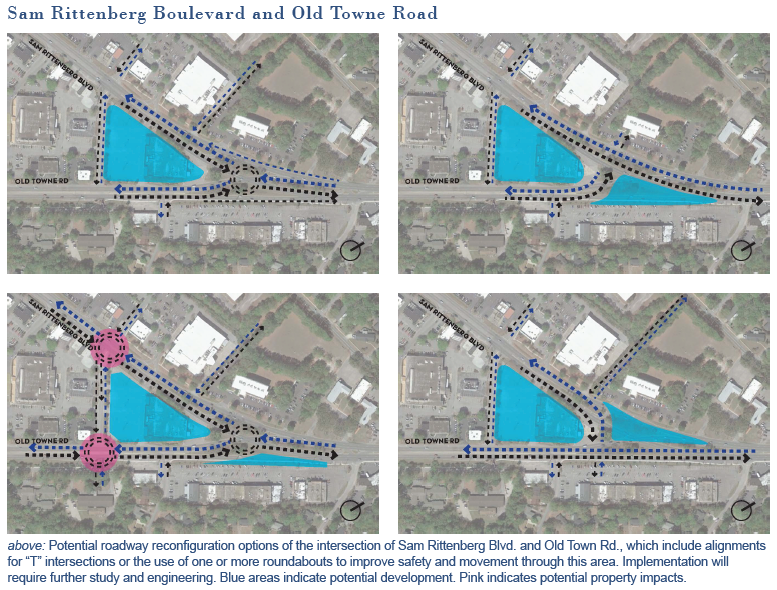 Sam Rittenberg Boulevard and Old Towne Road
SAM RITTENBERG BLVD
OLD TOWNE RD
SAM RITTENBERG BLVD
OLD TOWNE RD
SAM RITTENBERG BLVD
OLD TOWNE RD
SAM RITTENBERG BLVD
OLD TOWNE RD
above: Potential roadway reconfiguration options of the intersection of Sam Rittenberg Blvd. and Old Town Rd., which include alignments
for “T” intersections or the use of one or more roundabouts to improve safety and movement through this area. Implementation will
require further study and engineering. Blue areas indicate potential development. Pink indicates potential property impacts.